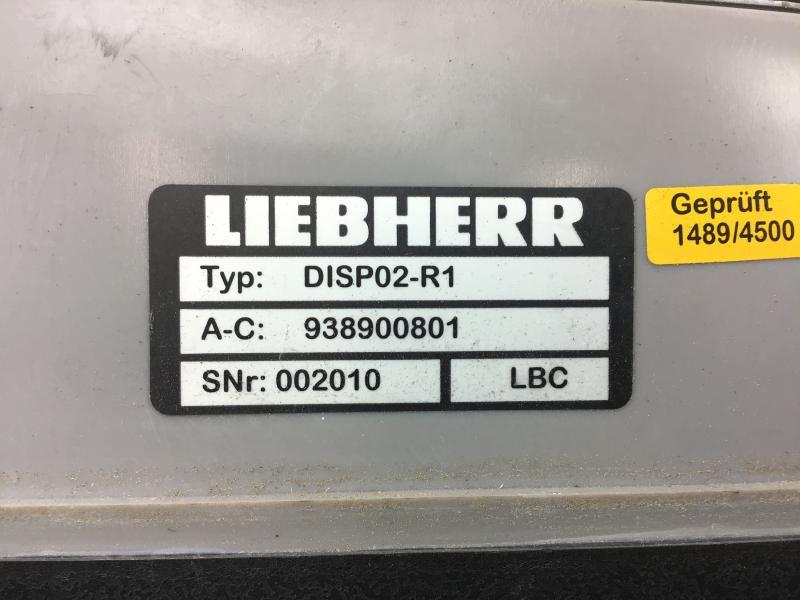 LIEBHERR
Typ: DISP02-R1
A-C: 938900801
SNr: 002010 LBC
Geprüft
1489/4500